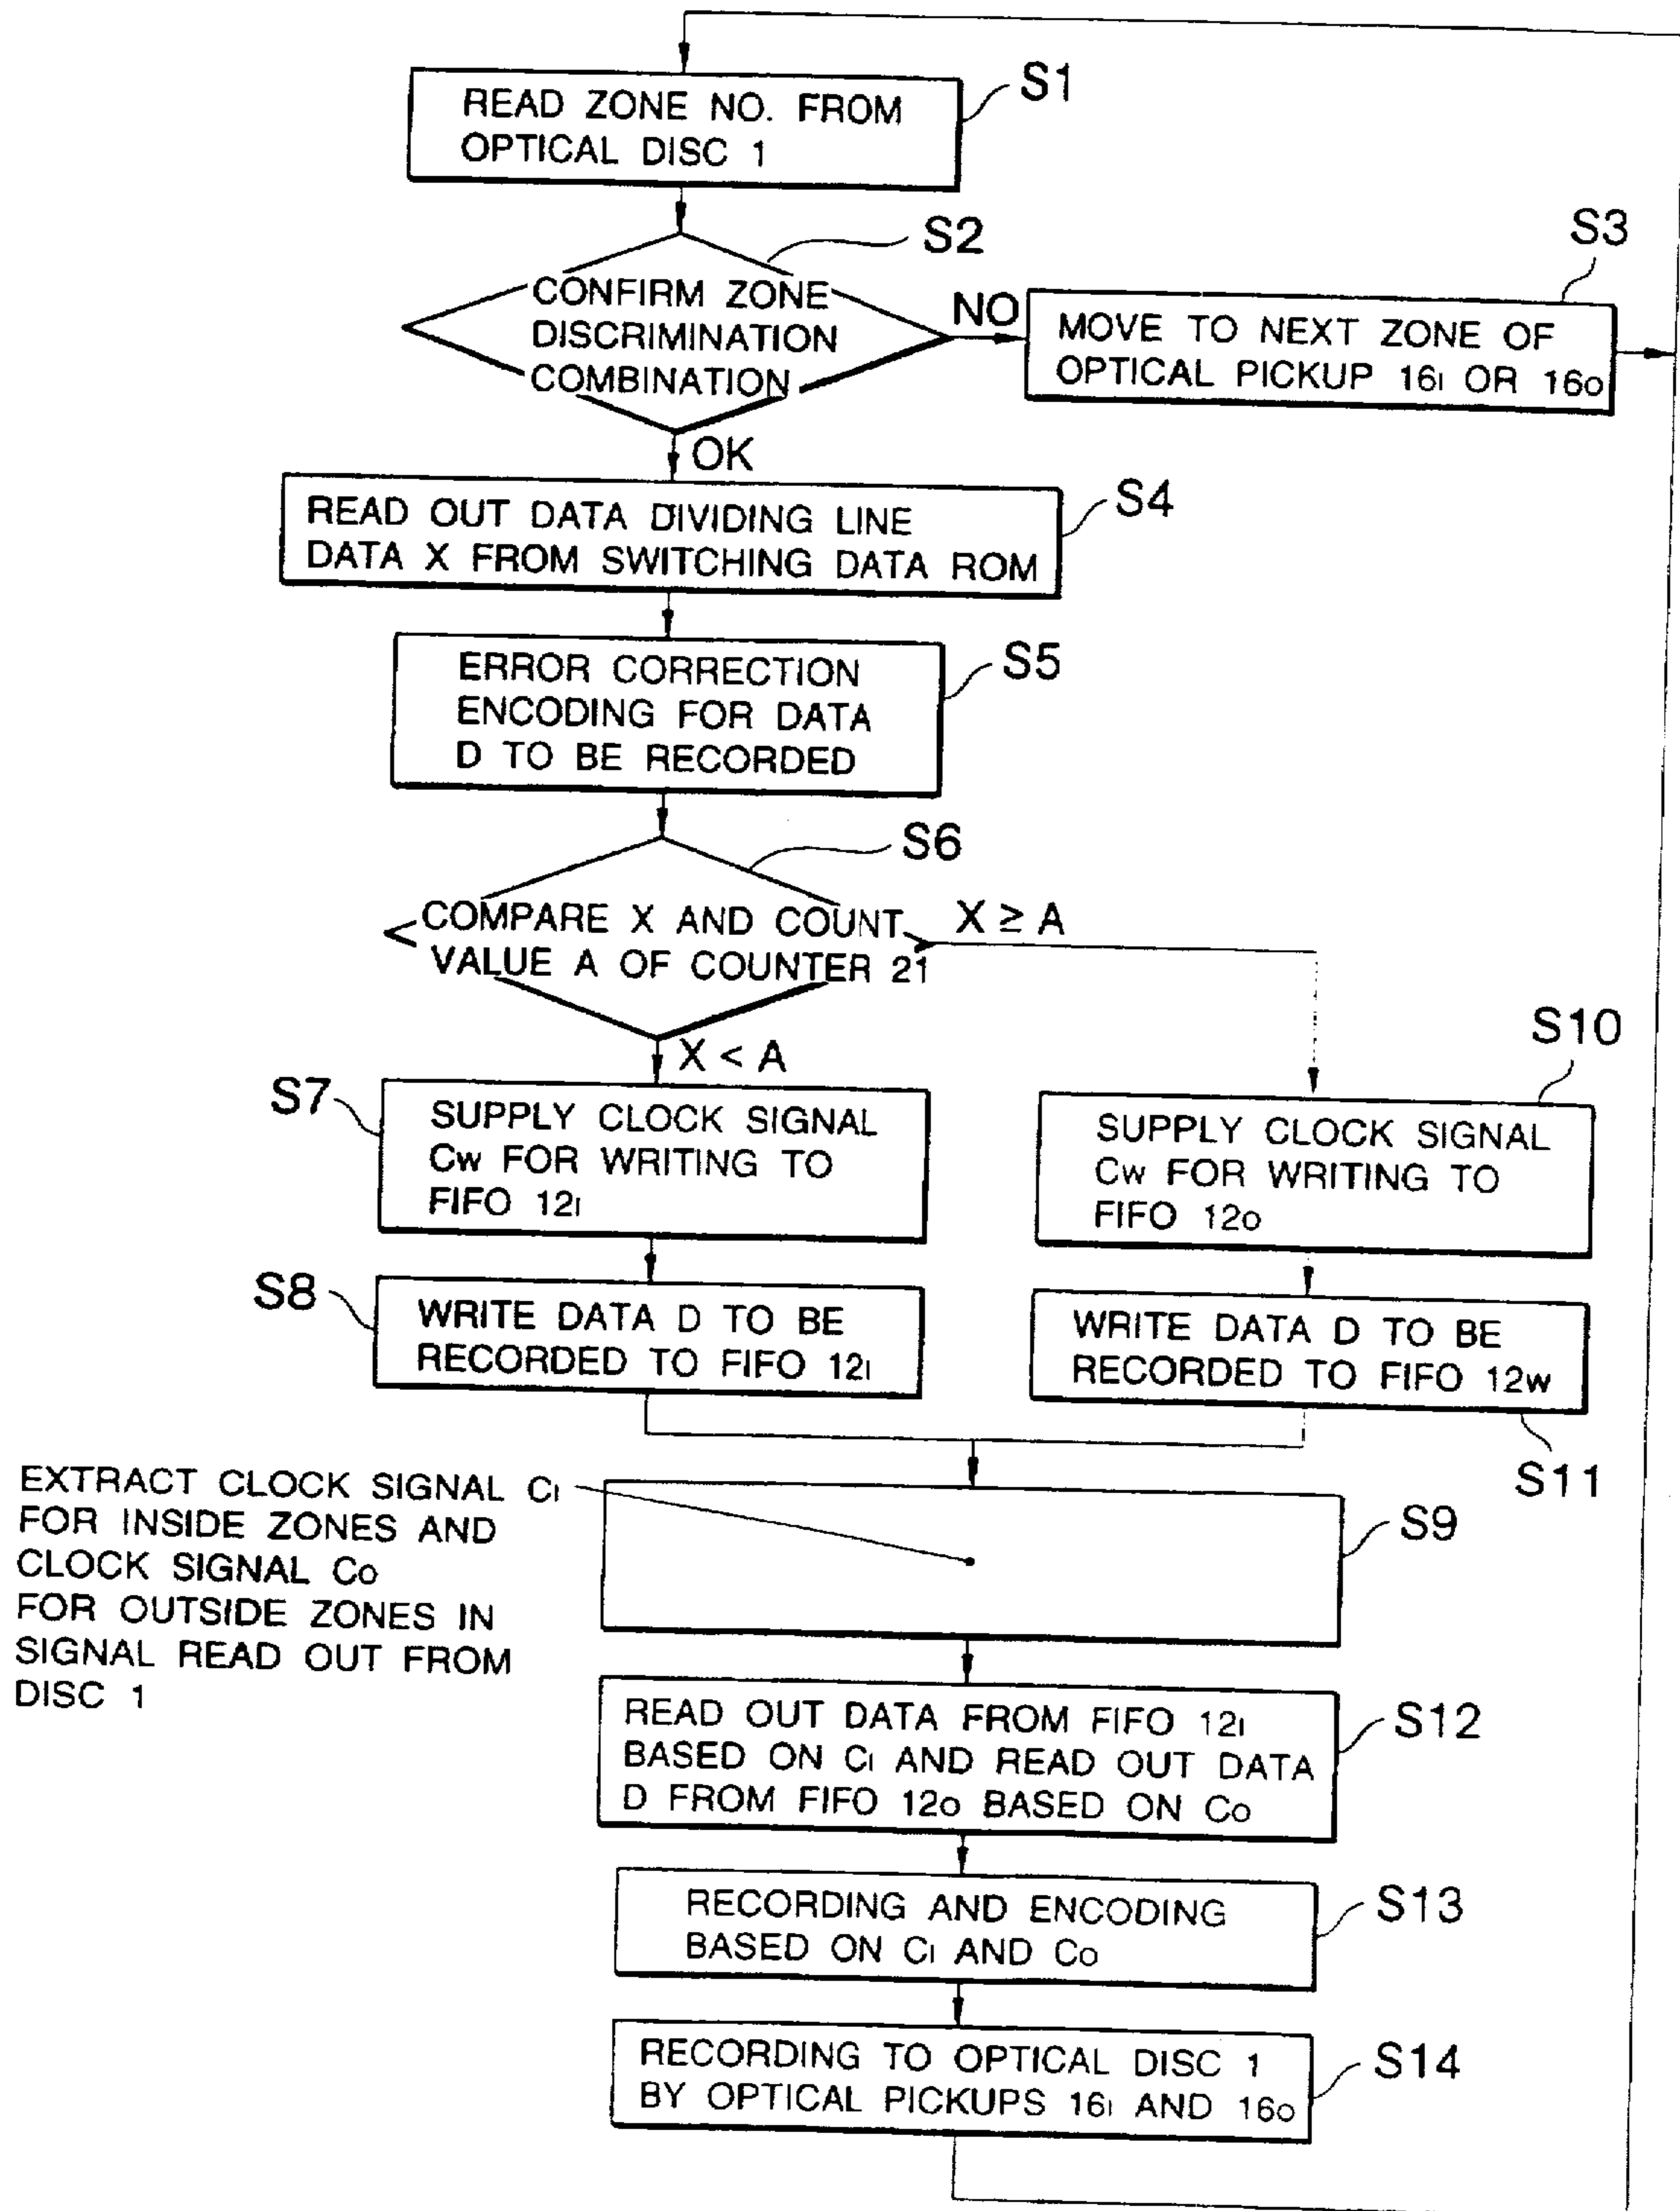 S1
READ ZONE NO. FROM
OPTICAL DISC 1
S2
CONFIRM ZONE
DISCRIMINATION
COMBINATION
NO
S3
MOVE TO NEXT ZONE OF
OPTICAL PICKUP 16I OR 16O
OK
S4
READ OUT DATA DIVIDING LINE
DATA X FROM SWITCHING DATA ROM
S5
ERROR CORRECTION
ENCODING FOR DATA
D TO BE RECORDED
S6
COMPARE X AND COUNT
VALUE A OF COUNTER 21
X ≥ A
X < A
S7
SUPPLY CLOCK SIGNAL
CW FOR WRITING TO
FIFO 12I
S10
SUPPLY CLOCK SIGNAL
CW FOR WRITING TO
FIFO 12O
S8
WRITE DATA D TO BE
RECORDED TO FIFO 12I
WRITE DATA D TO BE
RECORDED TO FIFO 12W
S11
EXTRACT CLOCK SIGNAL CI
FOR INSIDE ZONES AND
CLOCK SIGNAL CO
FOR OUTSIDE ZONES IN
SIGNAL READ OUT FROM
DISC 1
S9
READ OUT DATA FROM FIFO 12I
BASED ON CI AND READ OUT DATA
D FROM FIFO 12O BASED ON CO
S12
RECORDING AND ENCODING
BASED ON CI AND CO
S13
RECORDING TO OPTICAL DISC 1
BY OPTICAL PICKUPS 16I AND 16O
S14